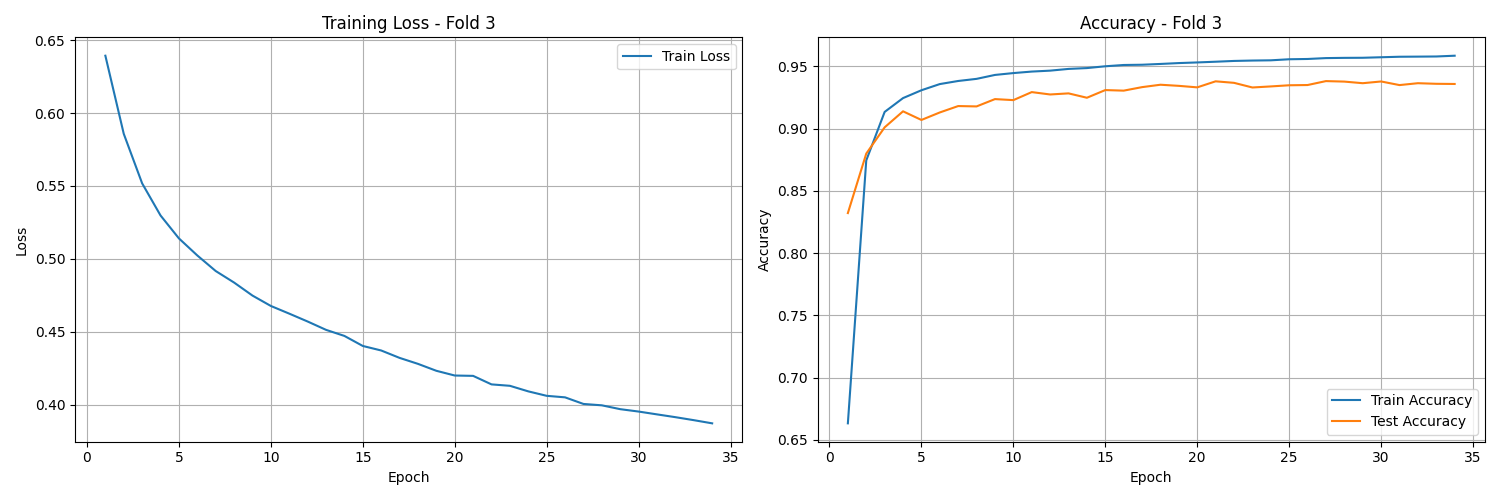 Training Loss - Fold 3
0.65
0.60
0.55
0.50
0.45
0.40
Loss
0 5 10 15 20 25 30 35
Epoch
Train Loss
Accuracy - Fold 3
0.95
0.90
0.85
0.80
0.75
0.70
0.65
Accuracy
0 5 10 15 20 25 30 35
Epoch
Train Accuracy
Test Accuracy